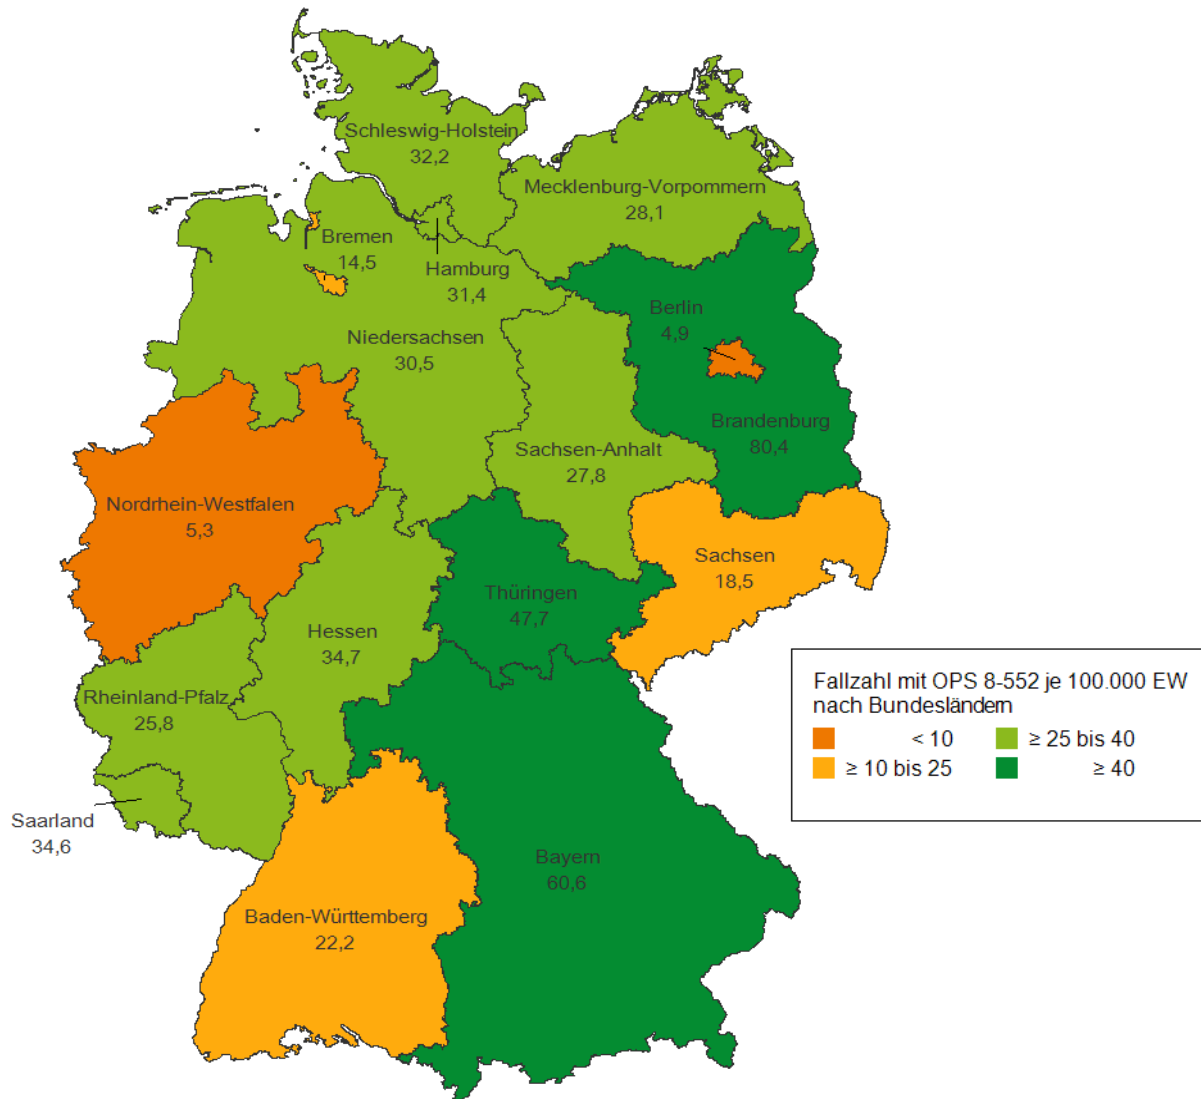 Schleswig-Holstein
32,2
Mecklenburg-Vorpommern
28,1
Bremen
14,5
Hamburg
31,4
Berlin
4,9
Niedersachsen
30,5
Brandenburg
80,4
Sachsen-Anhalt
27,8
Nordrhein-Westfalen
5,3
Sachsen
18,5
Thüringen
47,7
Hessen
34,7
Rheinland-Pfalz
25,8
Saarland
34,6
Bayern
60,6
Baden-Württemberg
22,2
Fallzahl mit OPS 8-552 je 100.000 EW
nach Bundesländern
< 10 ≥ 25 bis 40
≥ 10 bis 25 ≥ 40